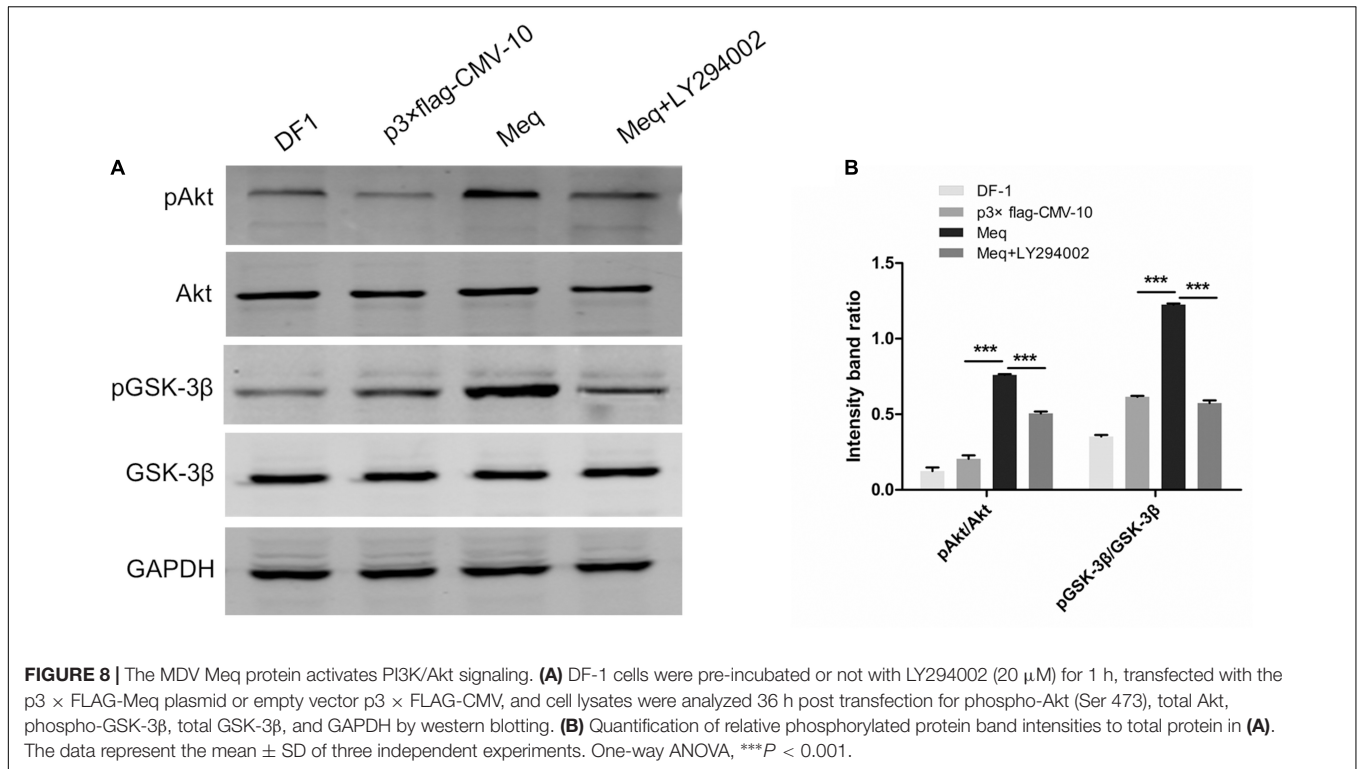 DF1
p3×flag-CMV-10
Meq
Meq+LY294002
A
pAkt
Akt
pGSK-3β
GSK-3β
GAPDH
B
DF-1
p3× flag-CMV-10
Meq
Meq+LY294002
Intensity band ratio
1.5
1.0
0.5
0.0
***
***
***
***
pAkt/Akt
pGSK-3β/GSK-3β
FIGURE 8 | The MDV Meq protein activates PI3K/Akt signaling. (A) DF-1 cells were pre-incubated or not with LY294002 (20 μM) for 1 h, transfected with the
p3 × FLAG-Meq plasmid or empty vector p3 × FLAG-CMV, and cell lysates were analyzed 36 h post transfection for phospho-Akt (Ser 473), total Akt,
phospho-GSK-3β, total GSK-3β, and GAPDH by western blotting. (B) Quantification of relative phosphorylated protein band intensities to total protein in (A).
The data represent the mean ± SD of three independent experiments. One-way ANOVA, ***P < 0.001.